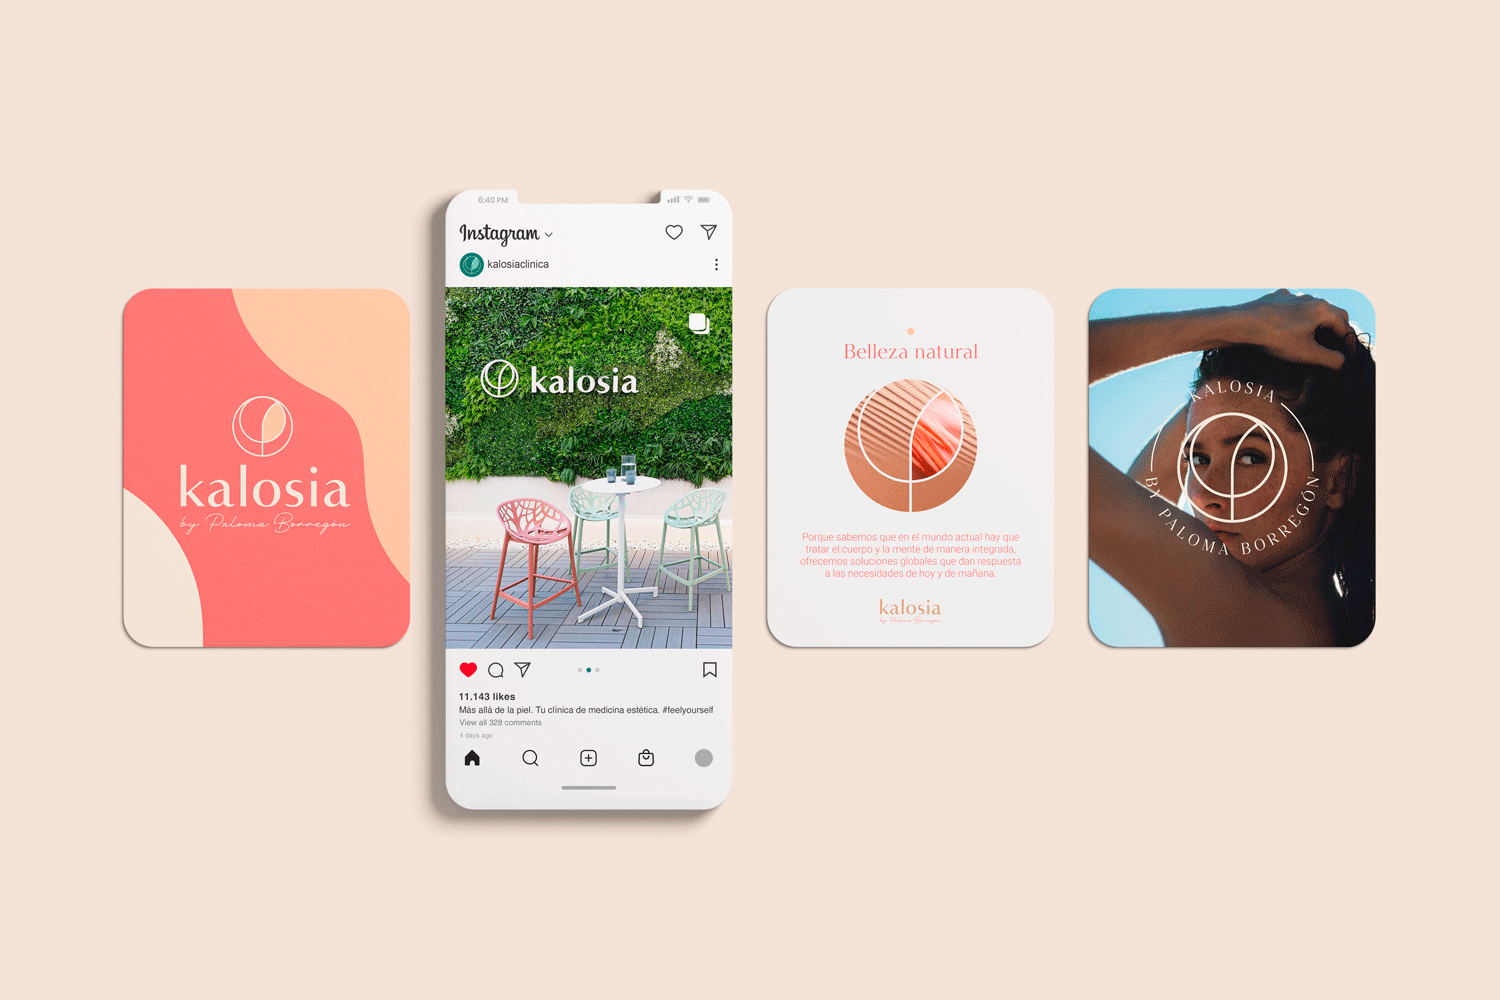 kalosia
by Paloma Borregón
6:40 PM
Instagram
kalosiaclinica
kalosia
11.143 likes
Más allá de la piel. Tu clínica de medicina estética. #feelyourself
View all 328 comments
4 days ago
Belleza natural
Porque sabemos que en el mundo actual hay que
tratar el cuerpo y la mente de manera integrada,
ofrecemos soluciones globales que dan respuesta
a las necesidades de hoy y de mañana.
kalosia
by Paloma Borregón
KALOSIA
BY PALOMA BORREGÓN